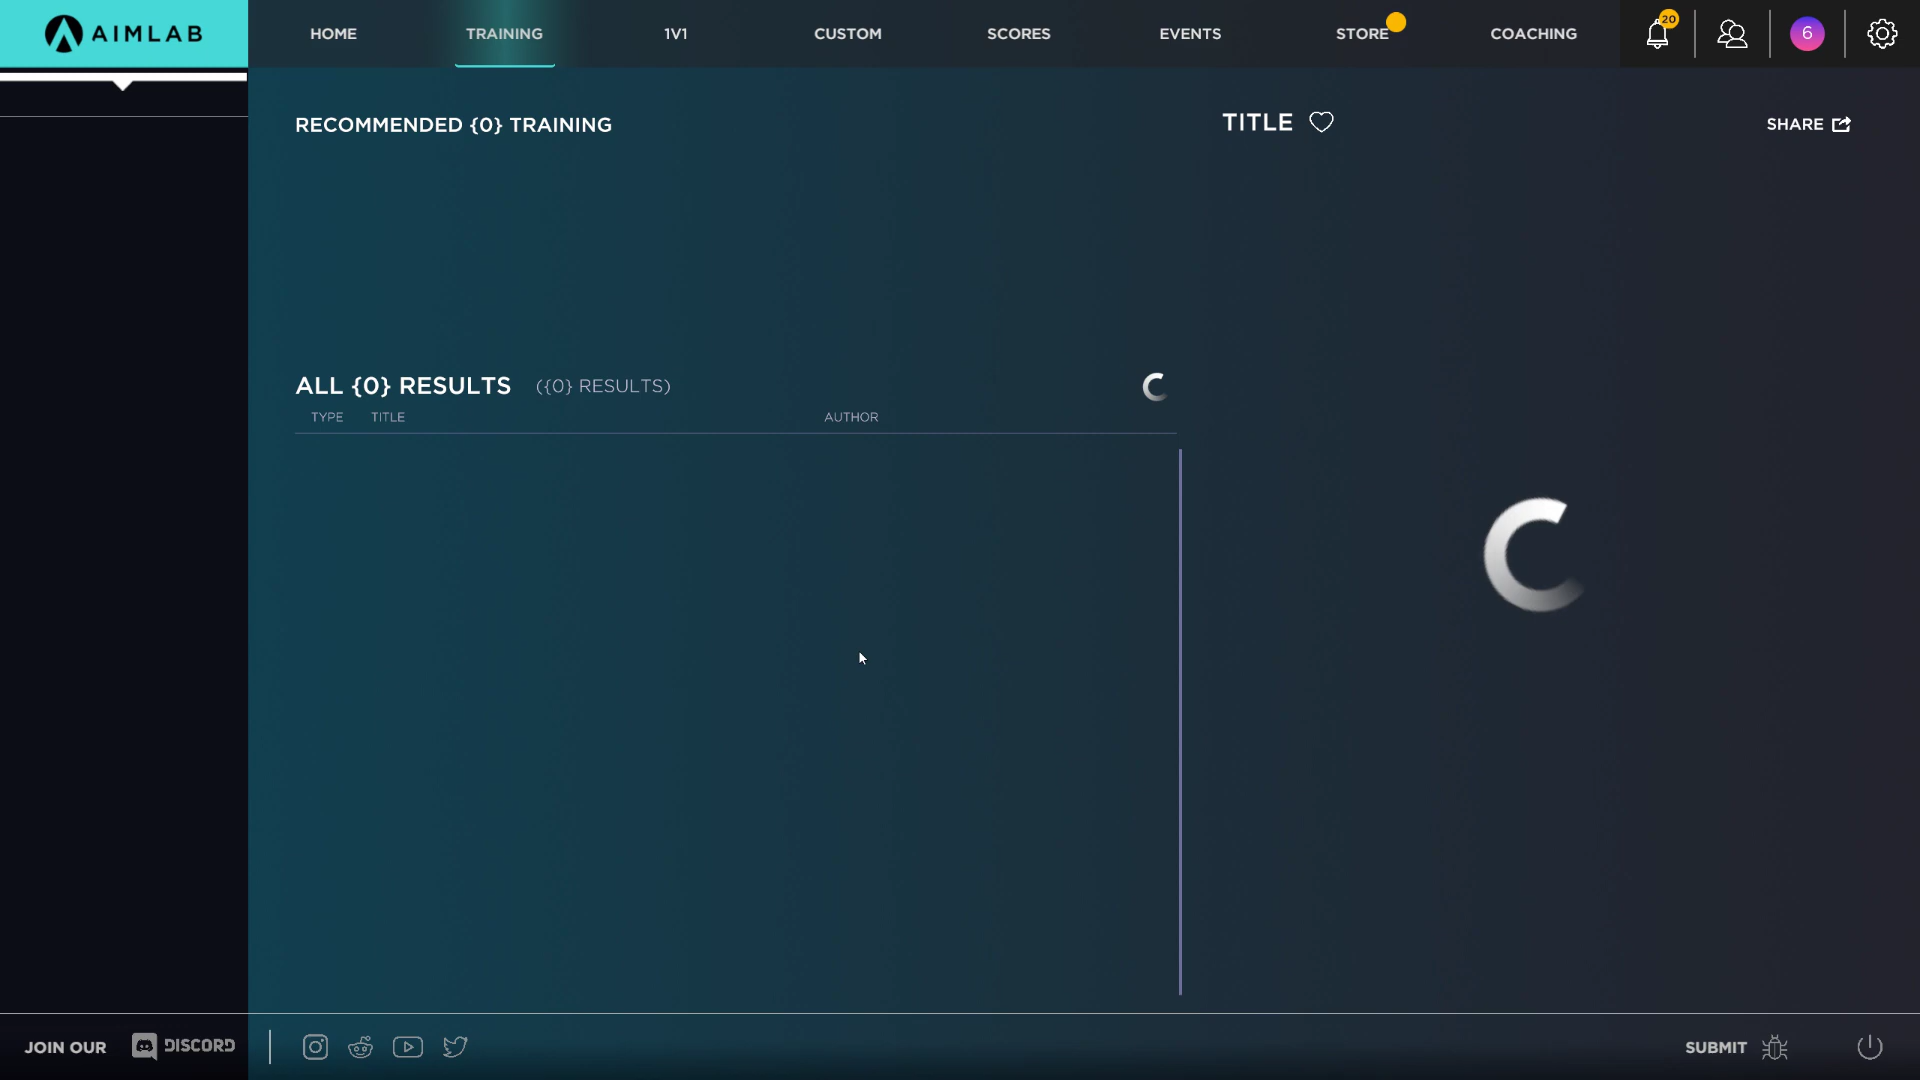 AIMLAB
HOME
TRAINING
1V1
CUSTOM
SCORES
EVENTS
STORE
COACHING
20
6
RECOMMENDED {0} TRAINING
TITLE
SHARE
ALL {0} RESULTS ({0} RESULTS)
TYPE TITLE AUTHOR
JOIN OUR DISCORD
SUBMIT